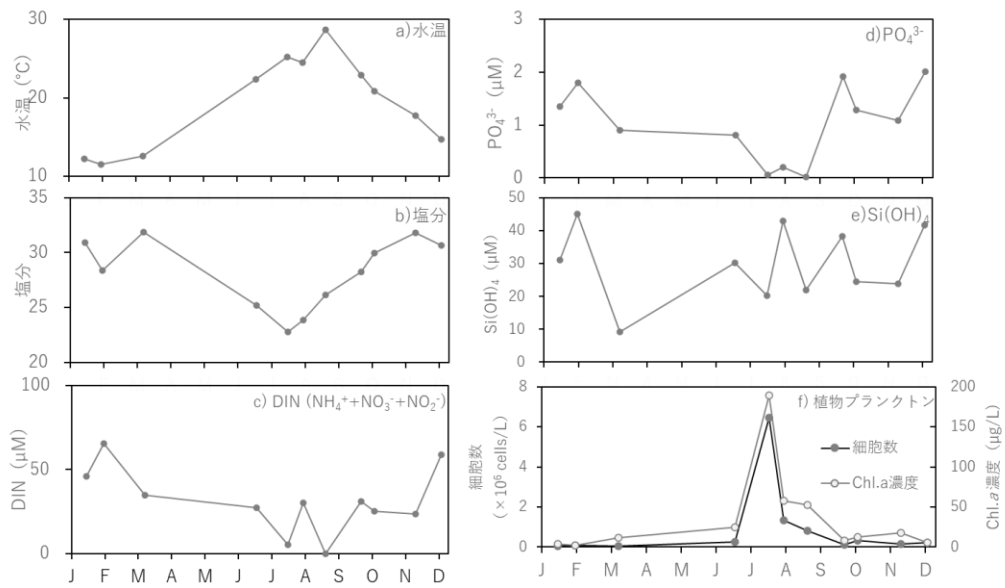 30
a)水温
20
10
水温（°C）
J F M A M J J A S O N D
35
b)塩分
30
25
20
塩分
100
c) DIN (NH₄⁺+NO₃⁻+NO₂⁻)
50
0
DIN（μM）
J F M A M J J A S O N D
3
d)PO₄³⁻
2
1
0
PO₄³⁻（μM）
J F M A M J J A S O N D
50
e)Si(OH)₄
40
30
20
10
0
Si(OH)₄（μM）
8
f) 植物プランクトン
6
4
2
0
細胞数
（×10⁶ cells/L）
細胞数
Chl.a濃度
200
150
100
50
0
Chl.a 濃度（μg/L）
J F M A M J J A S O N D